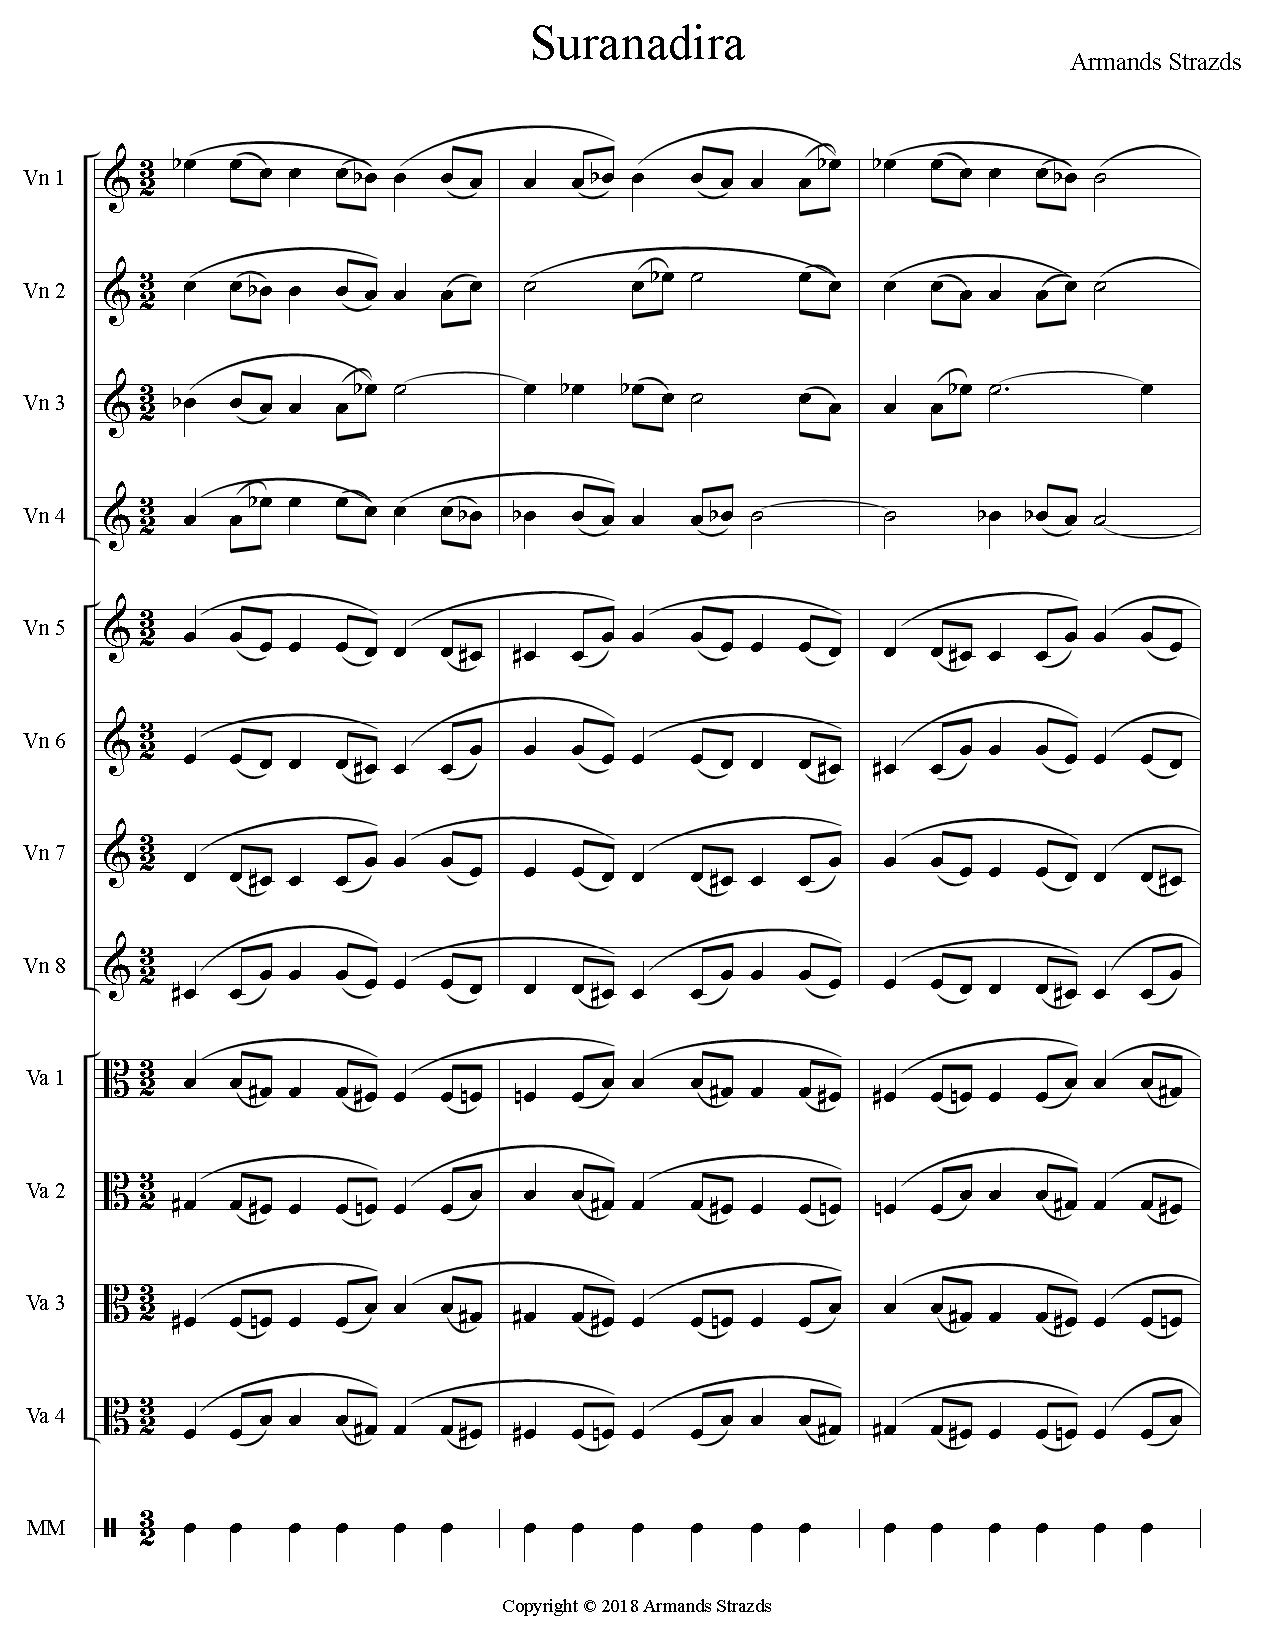 Suranadira
Armands Strazds
Vn 1
Vn 2
Vn 3
Vn 4
Vn 5
Vn 6
Vn 7
Vn 8
Va 1
Va 2
Va 3
Va 4
MM
Copyright © 2018 Armands Strazds